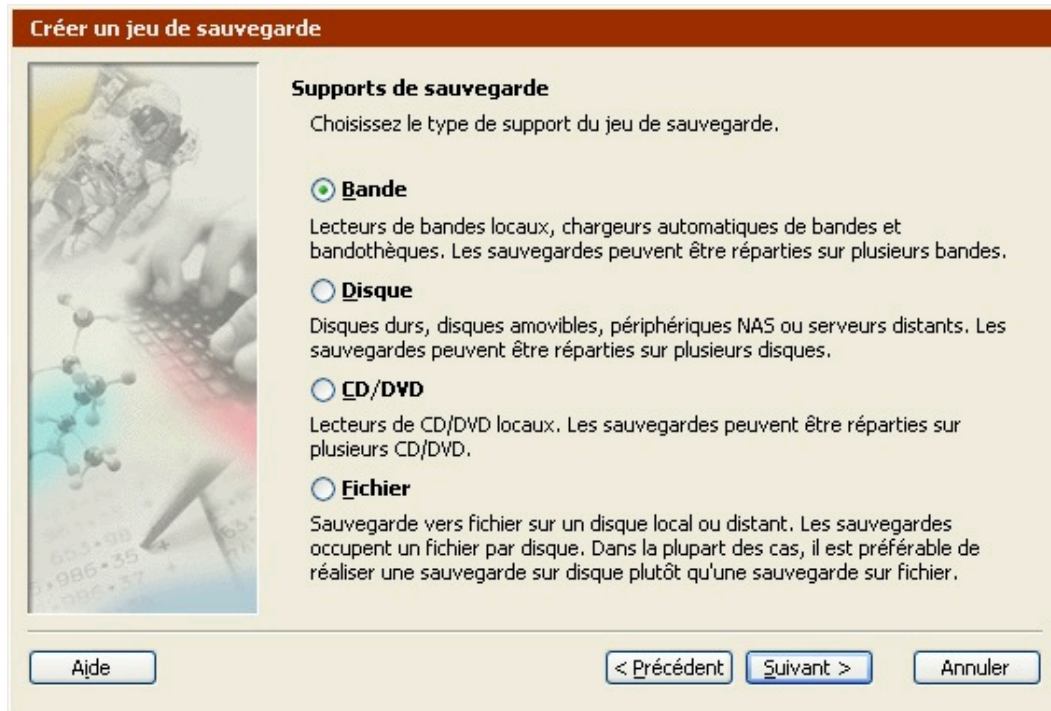 Créer un jeu de sauvegarde
Supports de sauvegarde
Choisissez le type de support du jeu de sauvegarde.
Bande
Lecteurs de bandes locaux, chargeurs automatiques de bandes et
bandothèques. Les sauvegardes peuvent être réparties sur plusieurs bandes.
Disque
Disques durs, disques amovibles, périphériques NAS ou serveurs distants. Les
sauvegardes peuvent être réparties sur plusieurs disques.
CD/DVD
Lecteurs de CD/DVD locaux. Les sauvegardes peuvent être réparties sur
plusieurs CD/DVD.
Fichier
Sauvegarde vers fichier sur un disque local ou distant. Les sauvegardes
occupent un fichier par disque. Dans la plupart des cas, il est préférable de
réaliser une sauvegarde sur disque plutôt qu'une sauvegarde sur fichier.
Aide
< Précédent
Suivant >
Annuler